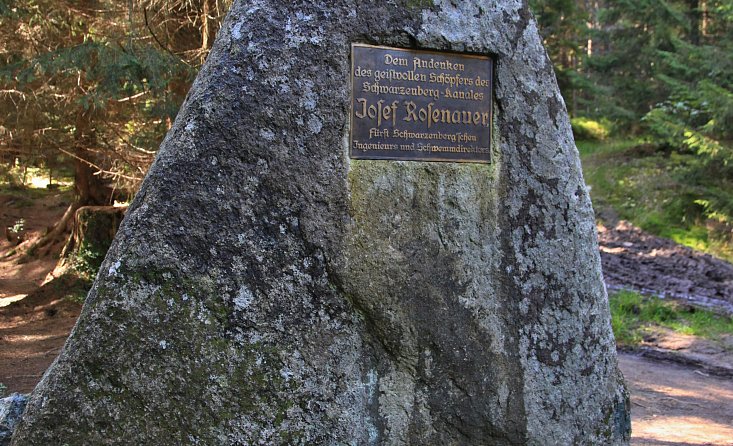 Dem Andenken
des geistvollen Schöpfers des
Schwarzenberg-Kanales
Josef Rosenauer
Fürst Schwarzenberg'schen
Ingenieurs und Schwemmdirektors